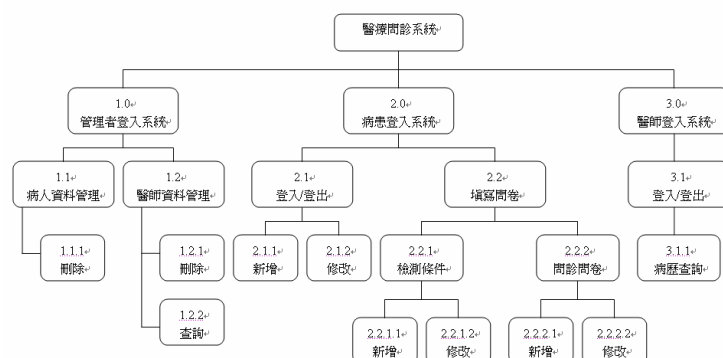 醫療問診系統
1.0
管理者登入系統
2.0
病患登入系統
3.0
醫師登入系統
1.1
病人資料管理
1.2
醫師資料管理
2.1
登入/登出
2.2
填寫問卷
3.1
登入/登出
1.1.1
刪除
1.2.1
刪除
2.1.1
新增
2.1.2
修改
2.2.1
檢測條件
2.2.2
問診問卷
3.1.1
病歷查詢
1.2.2
查詢
2.2.1.1
新增
2.2.1.2
修改
2.2.2.1
新增
2.2.2.2
修改